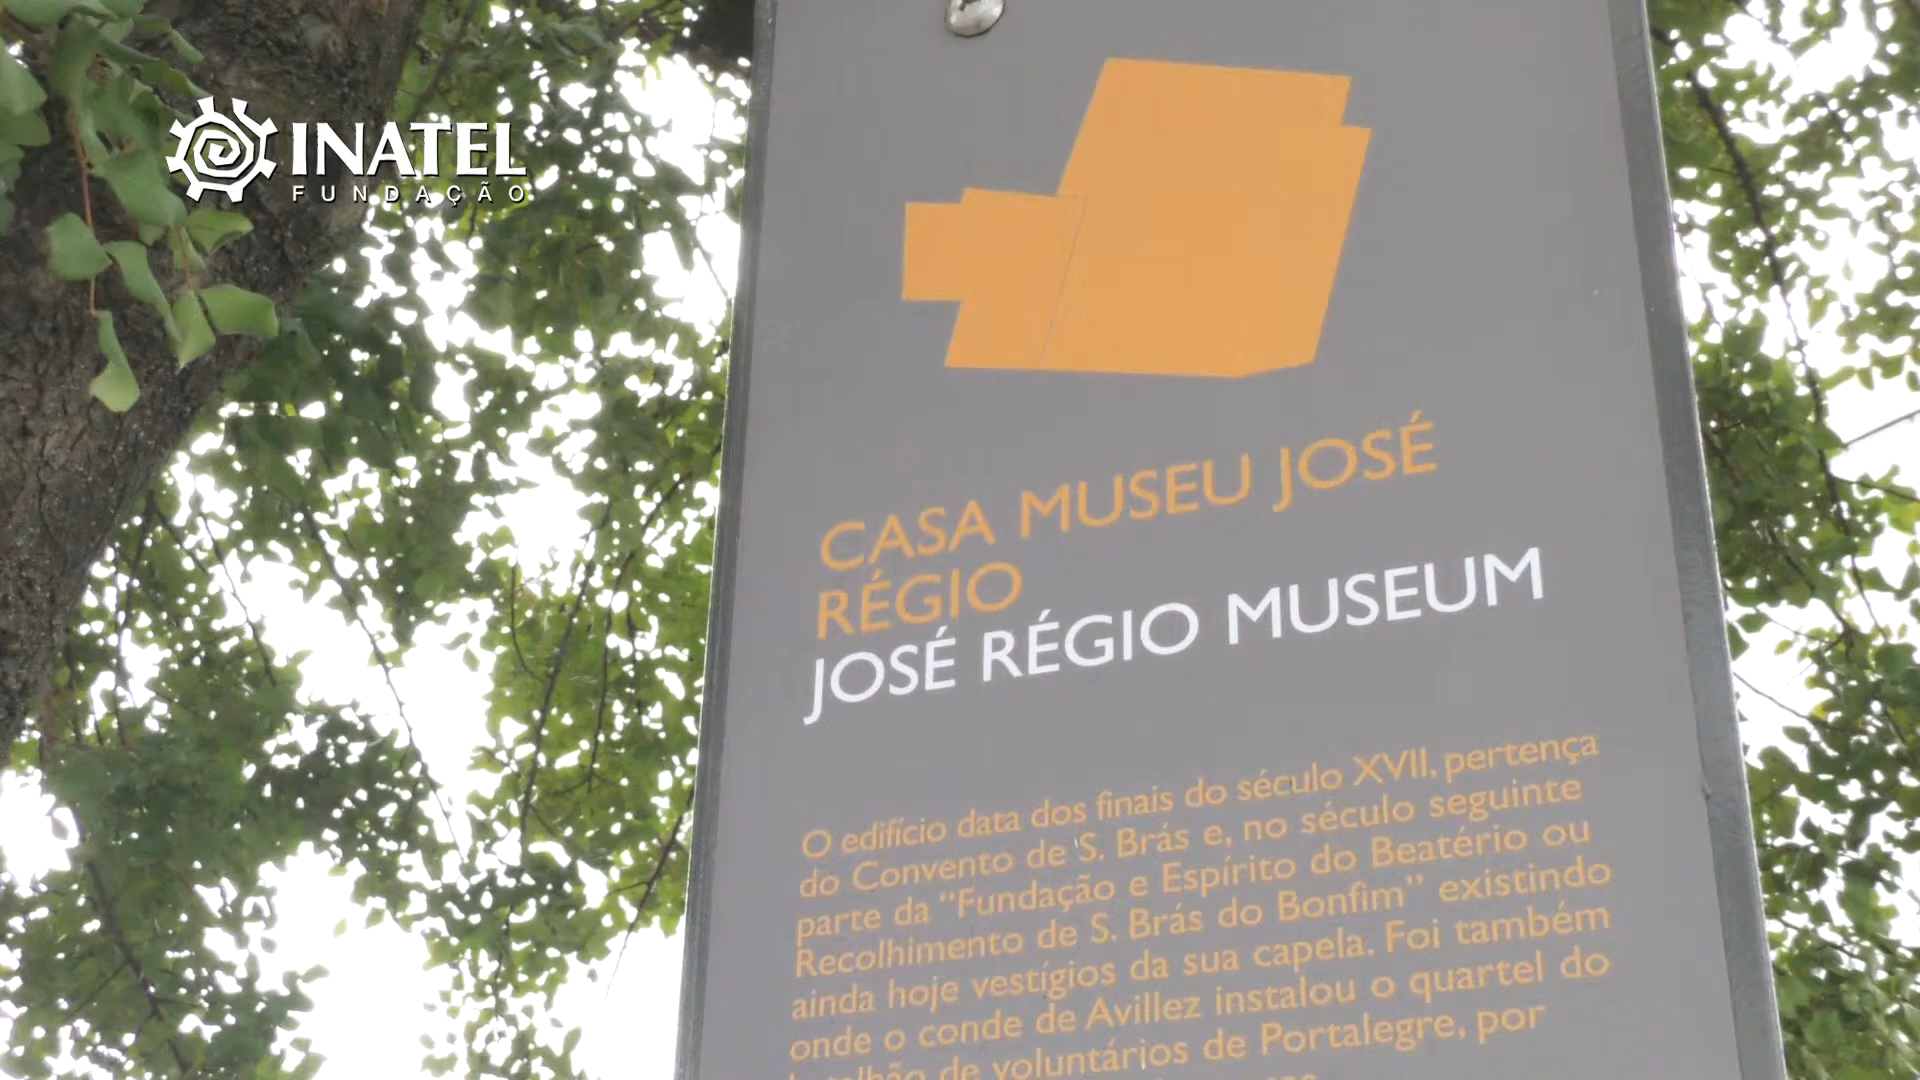 INATEL
FUNDAÇÃO
CASA MUSEU JOSÉ
RÉGIO
JOSÉ RÉGIO MUSEUM
O edifício data dos finais do século XVII, pertença
do Convento de S. Brás e, no século seguinte
parte da "Fundação e Espírito do Beatério ou
Recolhimento de S. Brás do Bonfim" existindo
ainda hoje vestígios da sua capela. Foi também
onde o conde de Avillez instalou o quartel do
batalhão de voluntários de Portalegre, por